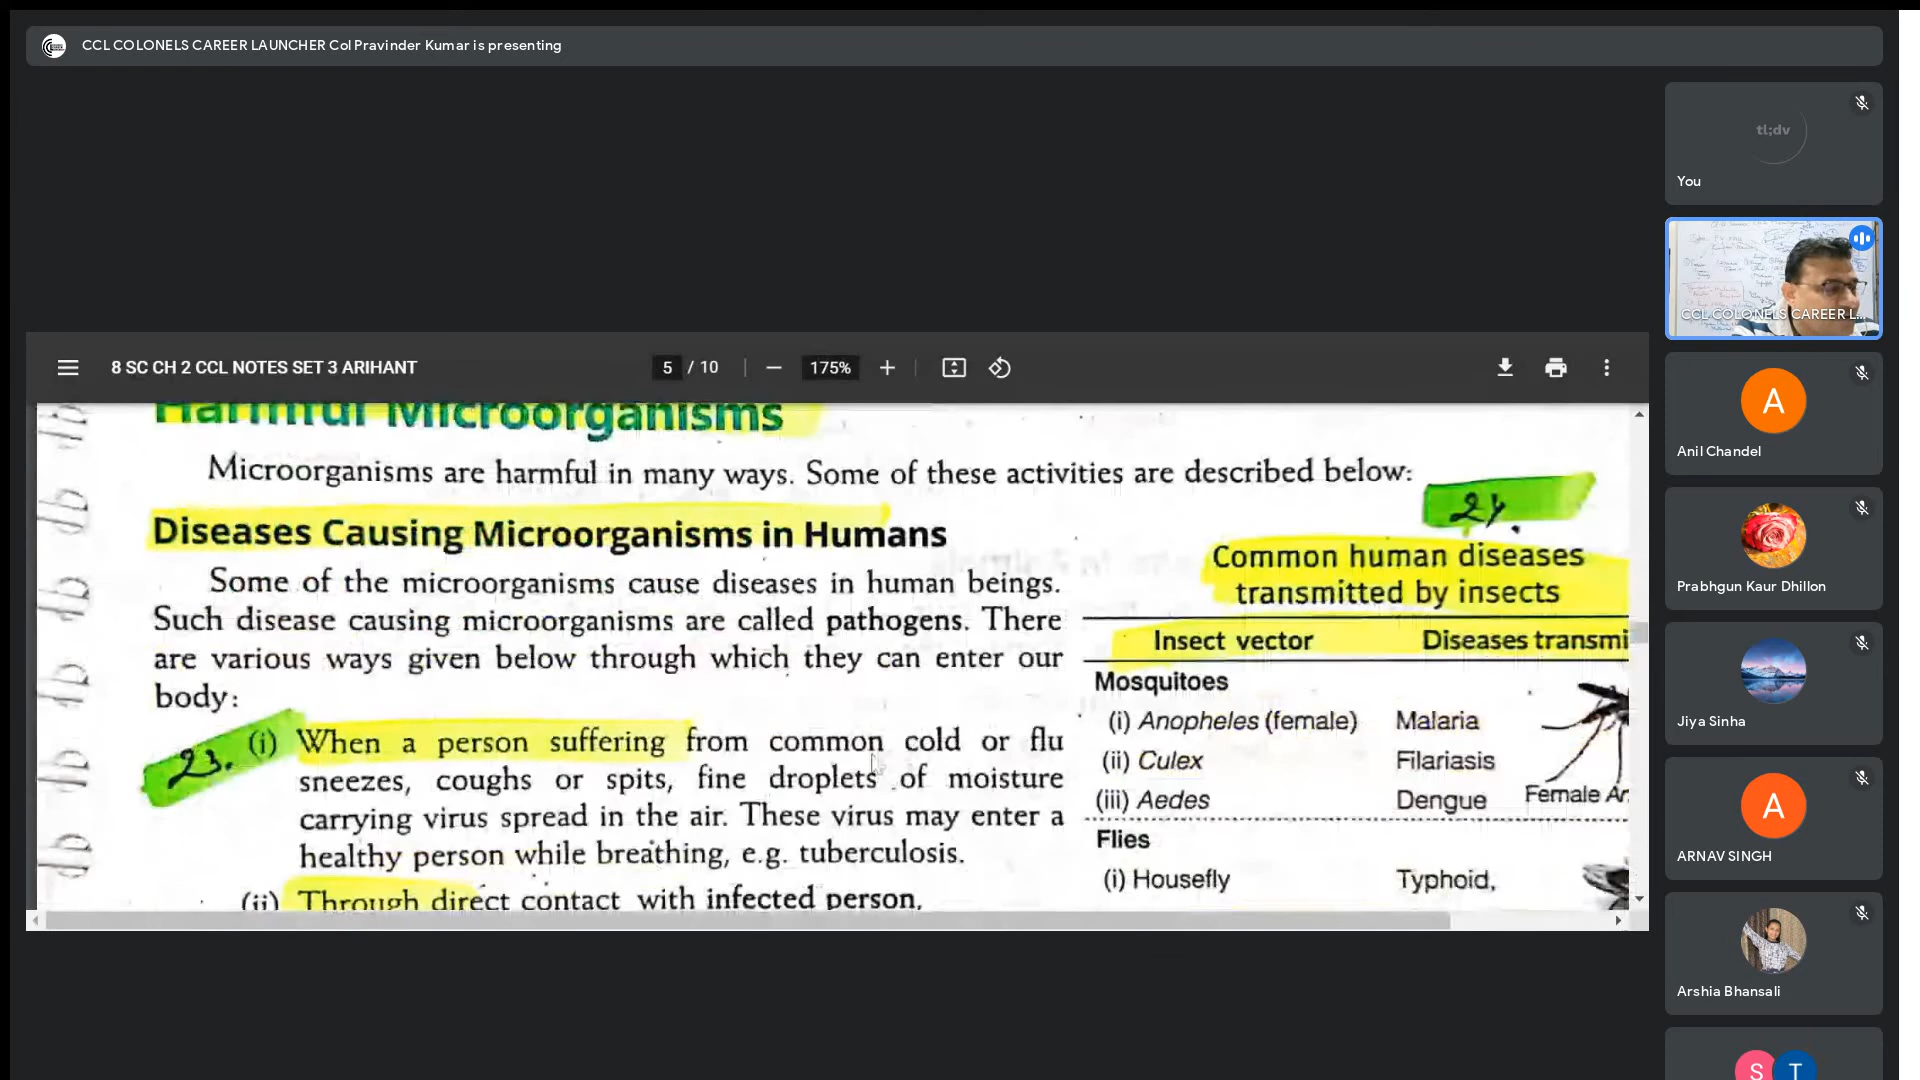 CCL COLONELS CAREER LAUNCHER Col Pravinder Kumar is presenting
8 SC CH 2 CCL NOTES SET 3 ARIHANT
5 / 10
175%
Harmful Microorganisms
Microorganisms are harmful in many ways. Some of these activities are described below:
Diseases Causing Microorganisms in Humans
Some of the microorganisms cause diseases in human beings.
Such disease causing microorganisms are called pathogens. There
are various ways given below through which they can enter our
body:
23.
(i) When a person suffering from common cold or flu
sneezes, coughs or spits, fine droplets of moisture
carrying virus spread in the air. These virus may enter a
healthy person while breathing, e.g. tuberculosis.
(ii) Through direct contact with infected person,
24.
Common human diseases
transmitted by insects
Insect vector Diseases transmi
Mosquitoes
(i) Anopheles (female) Malaria
(ii) Culex Filariasis
(iii) Aedes Dengue
Female An
Flies
(i) Housefly Typhoid,
tl;dv
You
CCL COLONELS CAREER L...
A
Anil Chandel
Prabhgun Kaur Dhillon
Jiya Sinha
A
ARNAV SINGH
Arshia Bhansali
S T